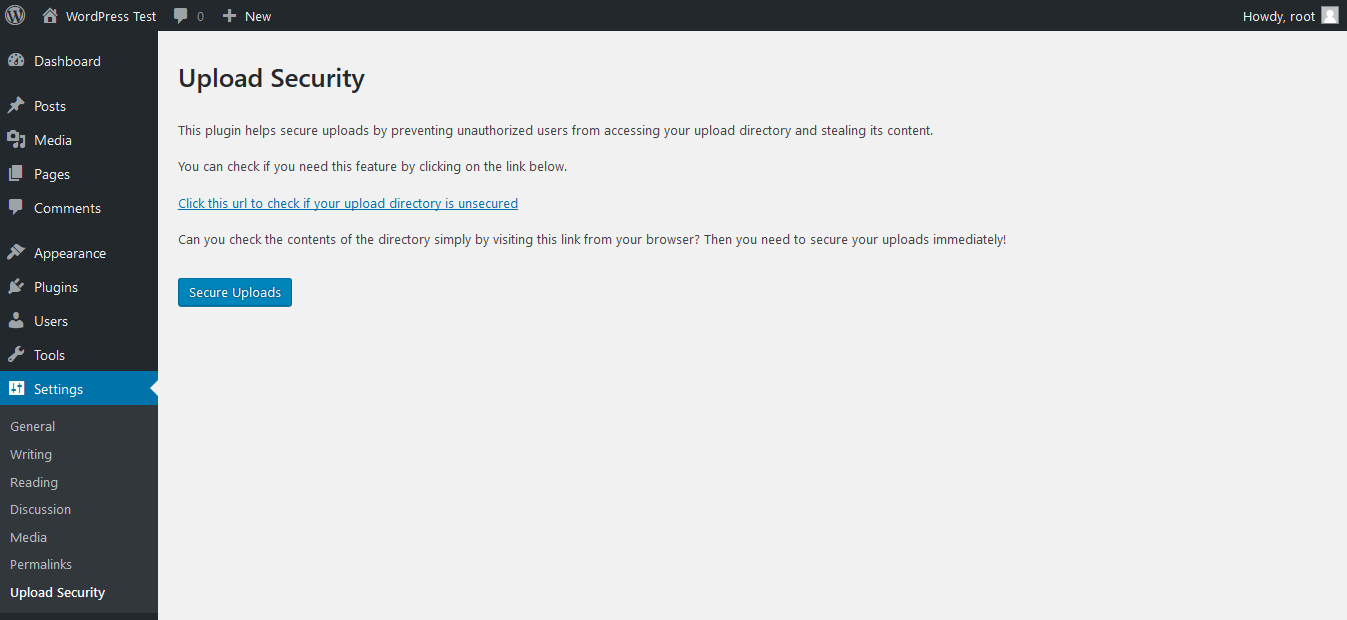 WordPress Test 0 New Howdy, root
Dashboard
Posts
Media
Pages
Comments
Appearance
Plugins
Users
Tools
Settings
General
Writing
Reading
Discussion
Media
Permalinks
Upload Security
Upload Security
This plugin helps secure uploads by preventing unauthorized users from accessing your upload directory and stealing its content.
You can check if you need this feature by clicking on the link below.
Click this url to check if your upload directory is unsecured
Can you check the contents of the directory simply by visiting this link from your browser? Then you need to secure your uploads immediately!
Secure Uploads